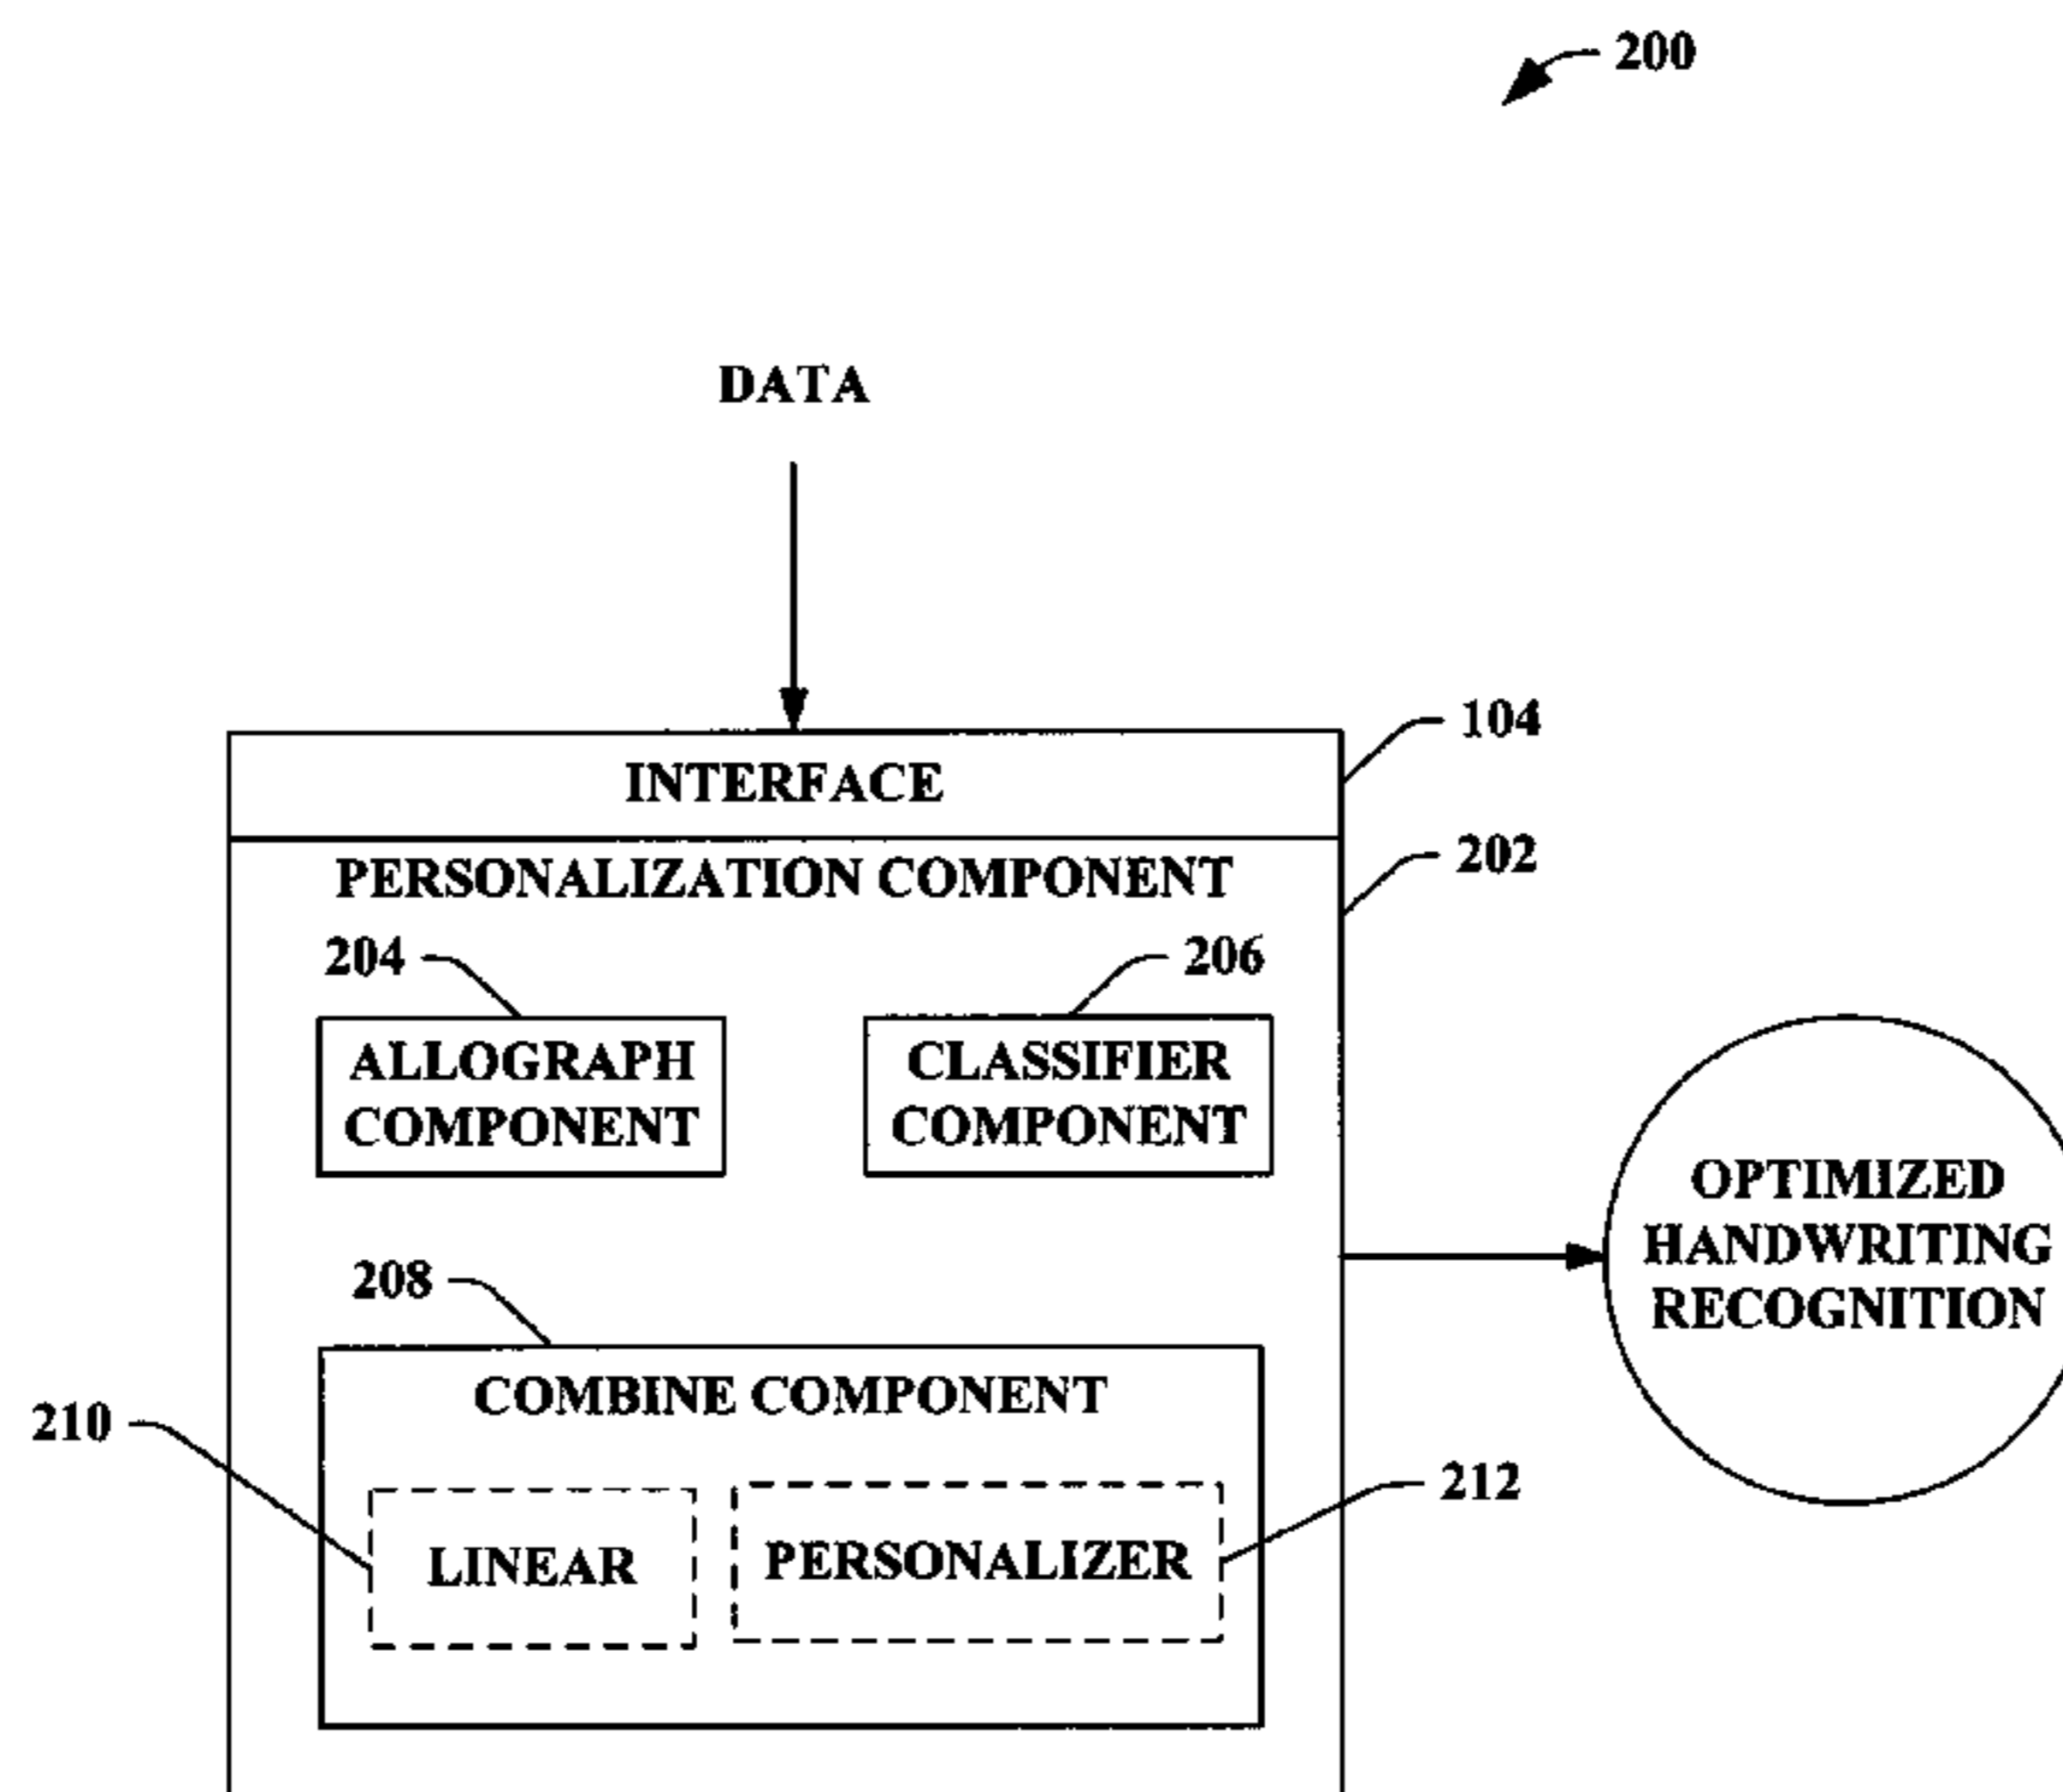 200
DATA
104
INTERFACE
202
PERSONALIZATION COMPONENT
204
206
ALLOGRAPH
COMPONENT
CLASSIFIER
COMPONENT
OPTIMIZED
HANDWRITING
RECOGNITION
208
COMBINE COMPONENT
210
212
LINEAR
PERSONALIZER